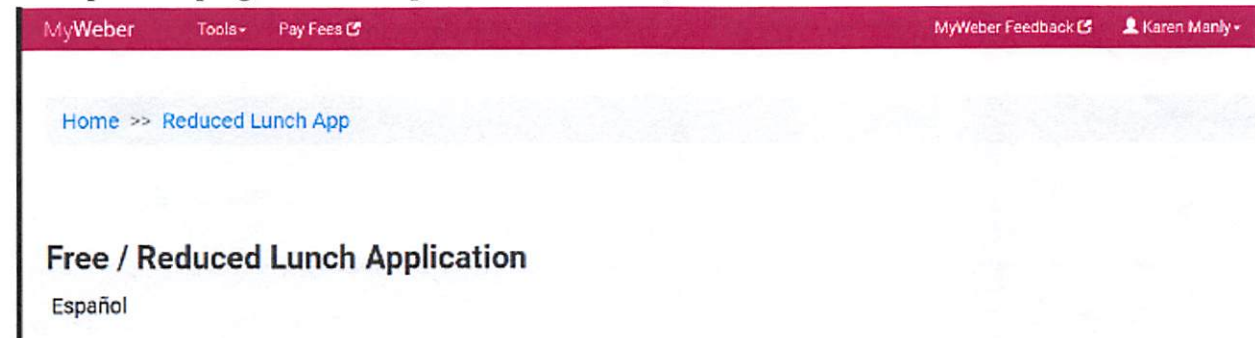 MyWeber Tools Pay Fees MyWeber Feedback Karen Manly
Home >> Reduced Lunch App
Free / Reduced Lunch Application
Español